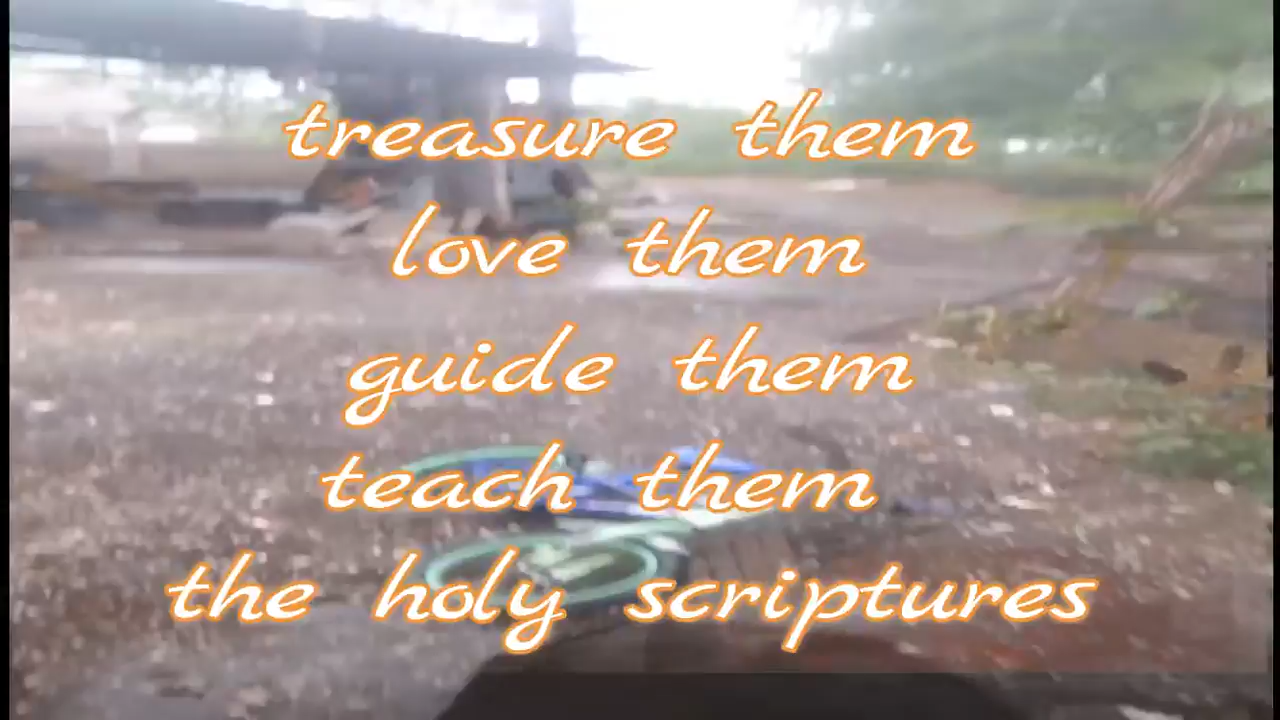 treasure them
love them
guide them
teach them
the holy scriptures